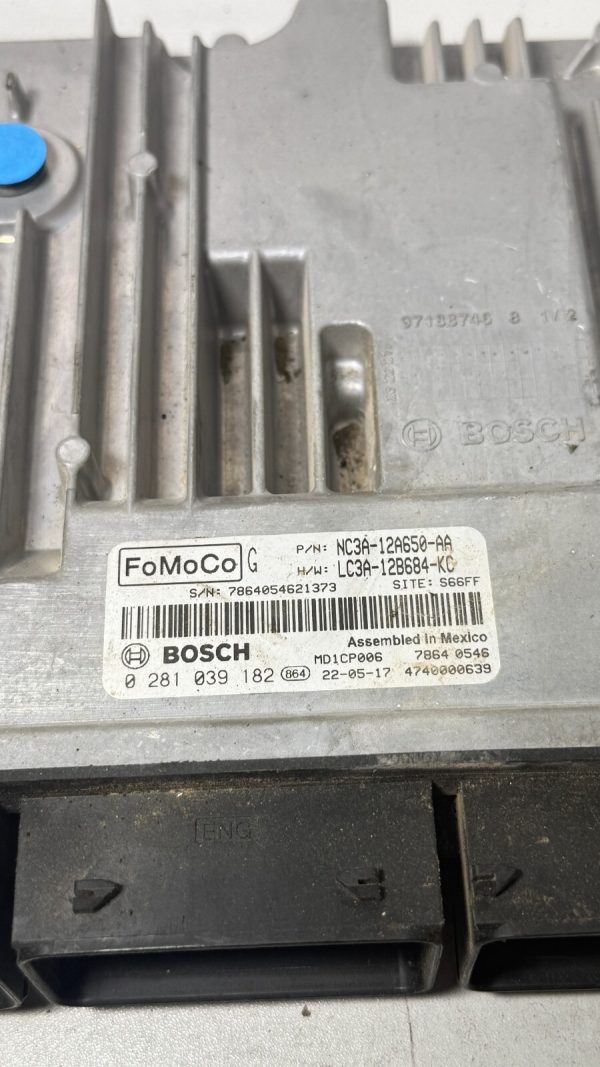 97188746 8 1/2
BOSCH
FoMoCo G P/N: NC3A-12A650-AA
H/W: LC3A-12B684-KC
S/N: 7864054621373 SITE: S66FF
Assembled in Mexico
BOSCH MD1CP006 7864 0546
0 281 039 182 864 22-05-17 4740000639
ENG